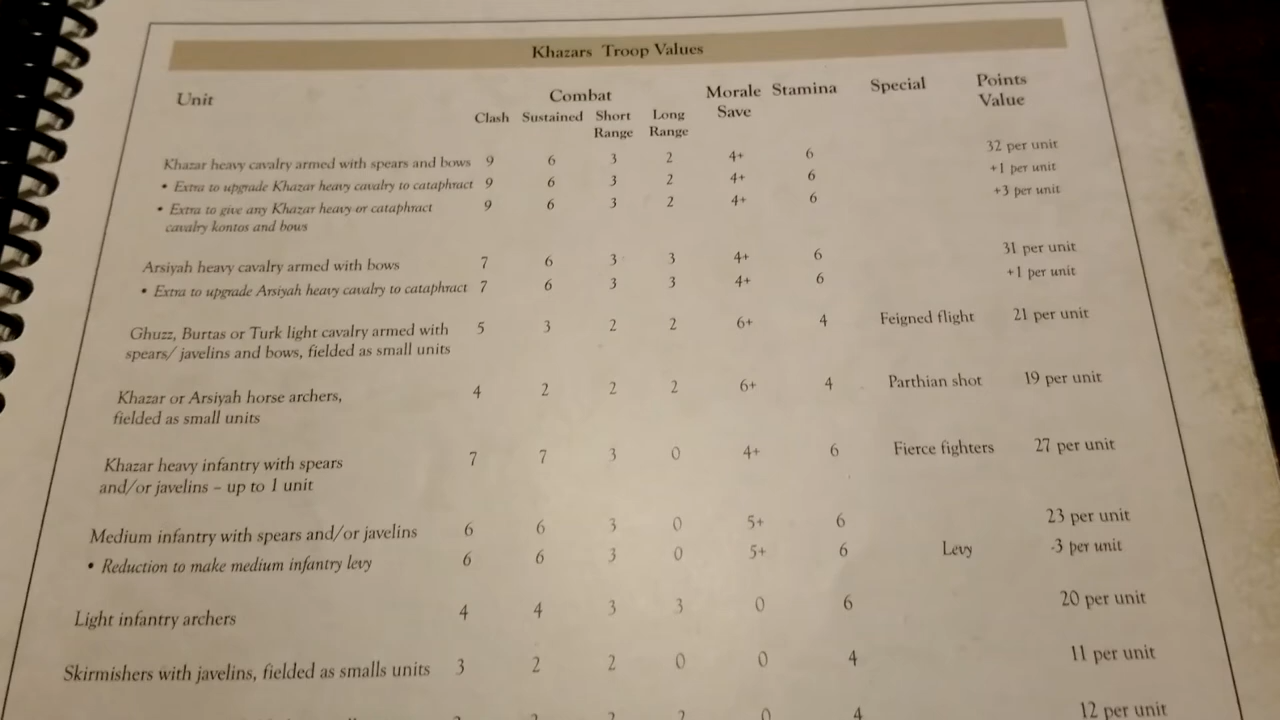 Khazars Troop Values
Unit Combat Morale Stamina Special Points
Clash Sustained Short Long Save Value
Range Range
Khazar heavy cavalry armed with spears and bows 9 6 3 2 4+ 6 32 per unit
• Extra to upgrade Khazar heavy cavalry to cataphract 9 6 3 2 4+ 6 +1 per unit
• Extra to give any Khazar heavy or cataphract 9 6 3 2 4+ 6 +3 per unit
cavalry kontos and bows
Arsiyah heavy cavalry armed with bows 7 6 3 3 4+ 6 31 per unit
• Extra to upgrade Arsiyah heavy cavalry to cataphract 7 6 3 3 4+ 6 +1 per unit
Ghuzz, Burtas or Turk light cavalry armed with 5 3 2 2 6+ 4 Feigned flight 21 per unit
spears/ javelins and bows, fielded as small units
Khazar or Arsiyah horse archers, 4 2 2 2 6+ 4 Parthian shot 19 per unit
fielded as small units
Khazar heavy infantry with spears 7 7 3 0 4+ 6 Fierce fighters 27 per unit
and/or javelins – up to 1 unit
Medium infantry with spears and/or javelins 6 6 3 0 5+ 6 23 per unit
• Reduction to make medium infantry levy 6 6 3 0 5+ 6 Levy -3 per unit
Light infantry archers 4 4 3 3 0 6 20 per unit
Skirmishers with javelins, fielded as smalls units 3 2 2 0 0 4 11 per unit
0 4 12 per unit